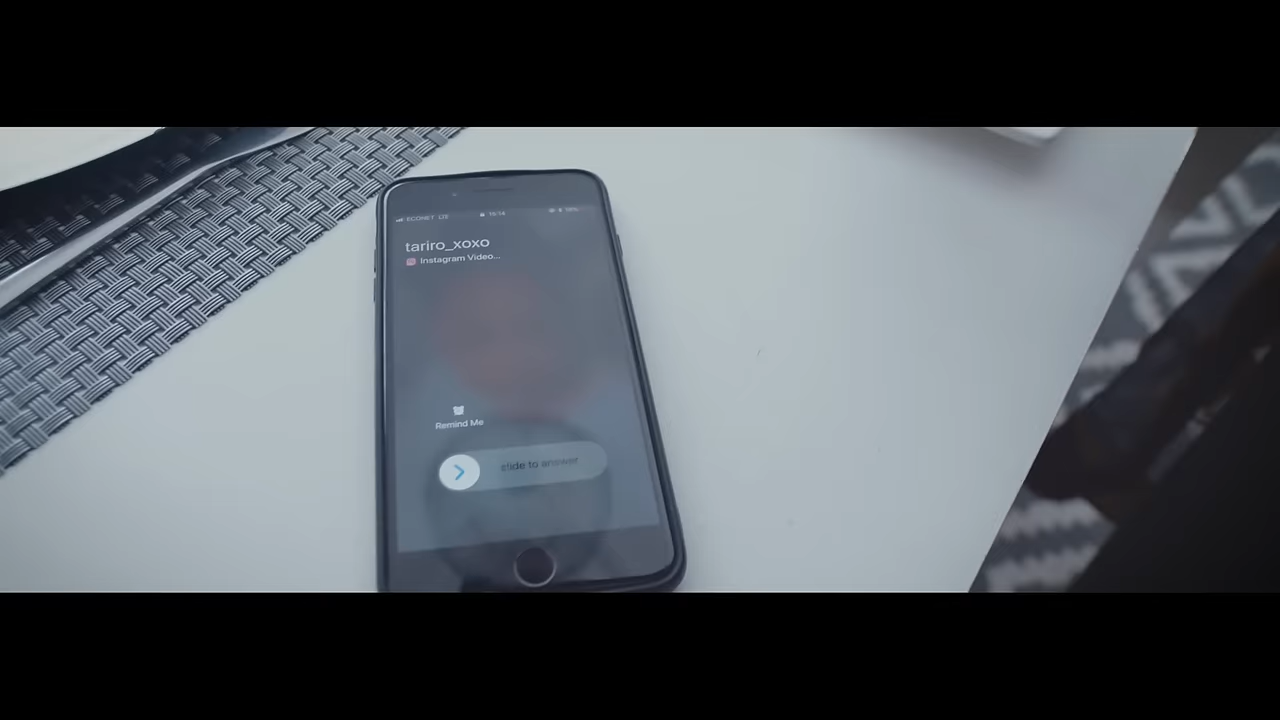 ECONET LTE
tariro_xoxo
Instagram Video...
Remind Me
slide to answer